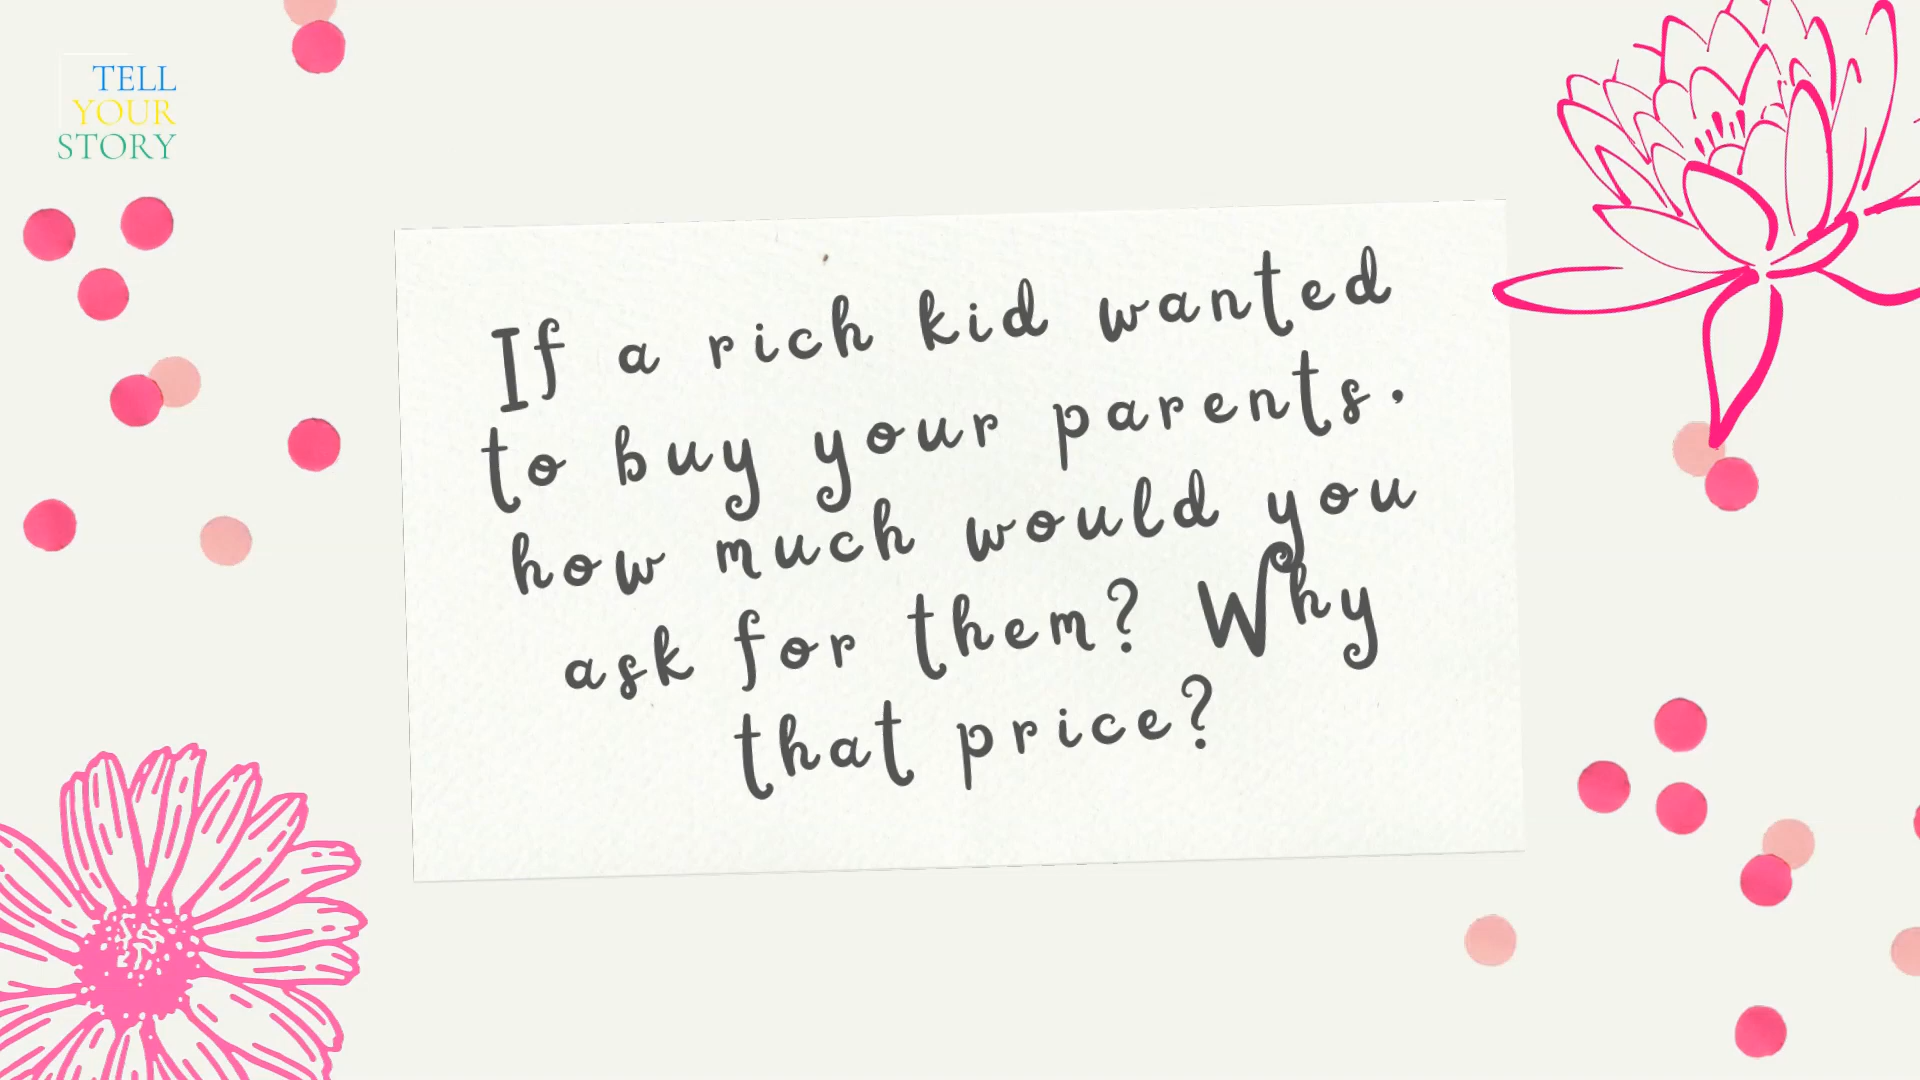 TELL
YOUR
STORY
If a rich kid wanted
to buy your parents.
how much would you
ask for them? Why
that price?